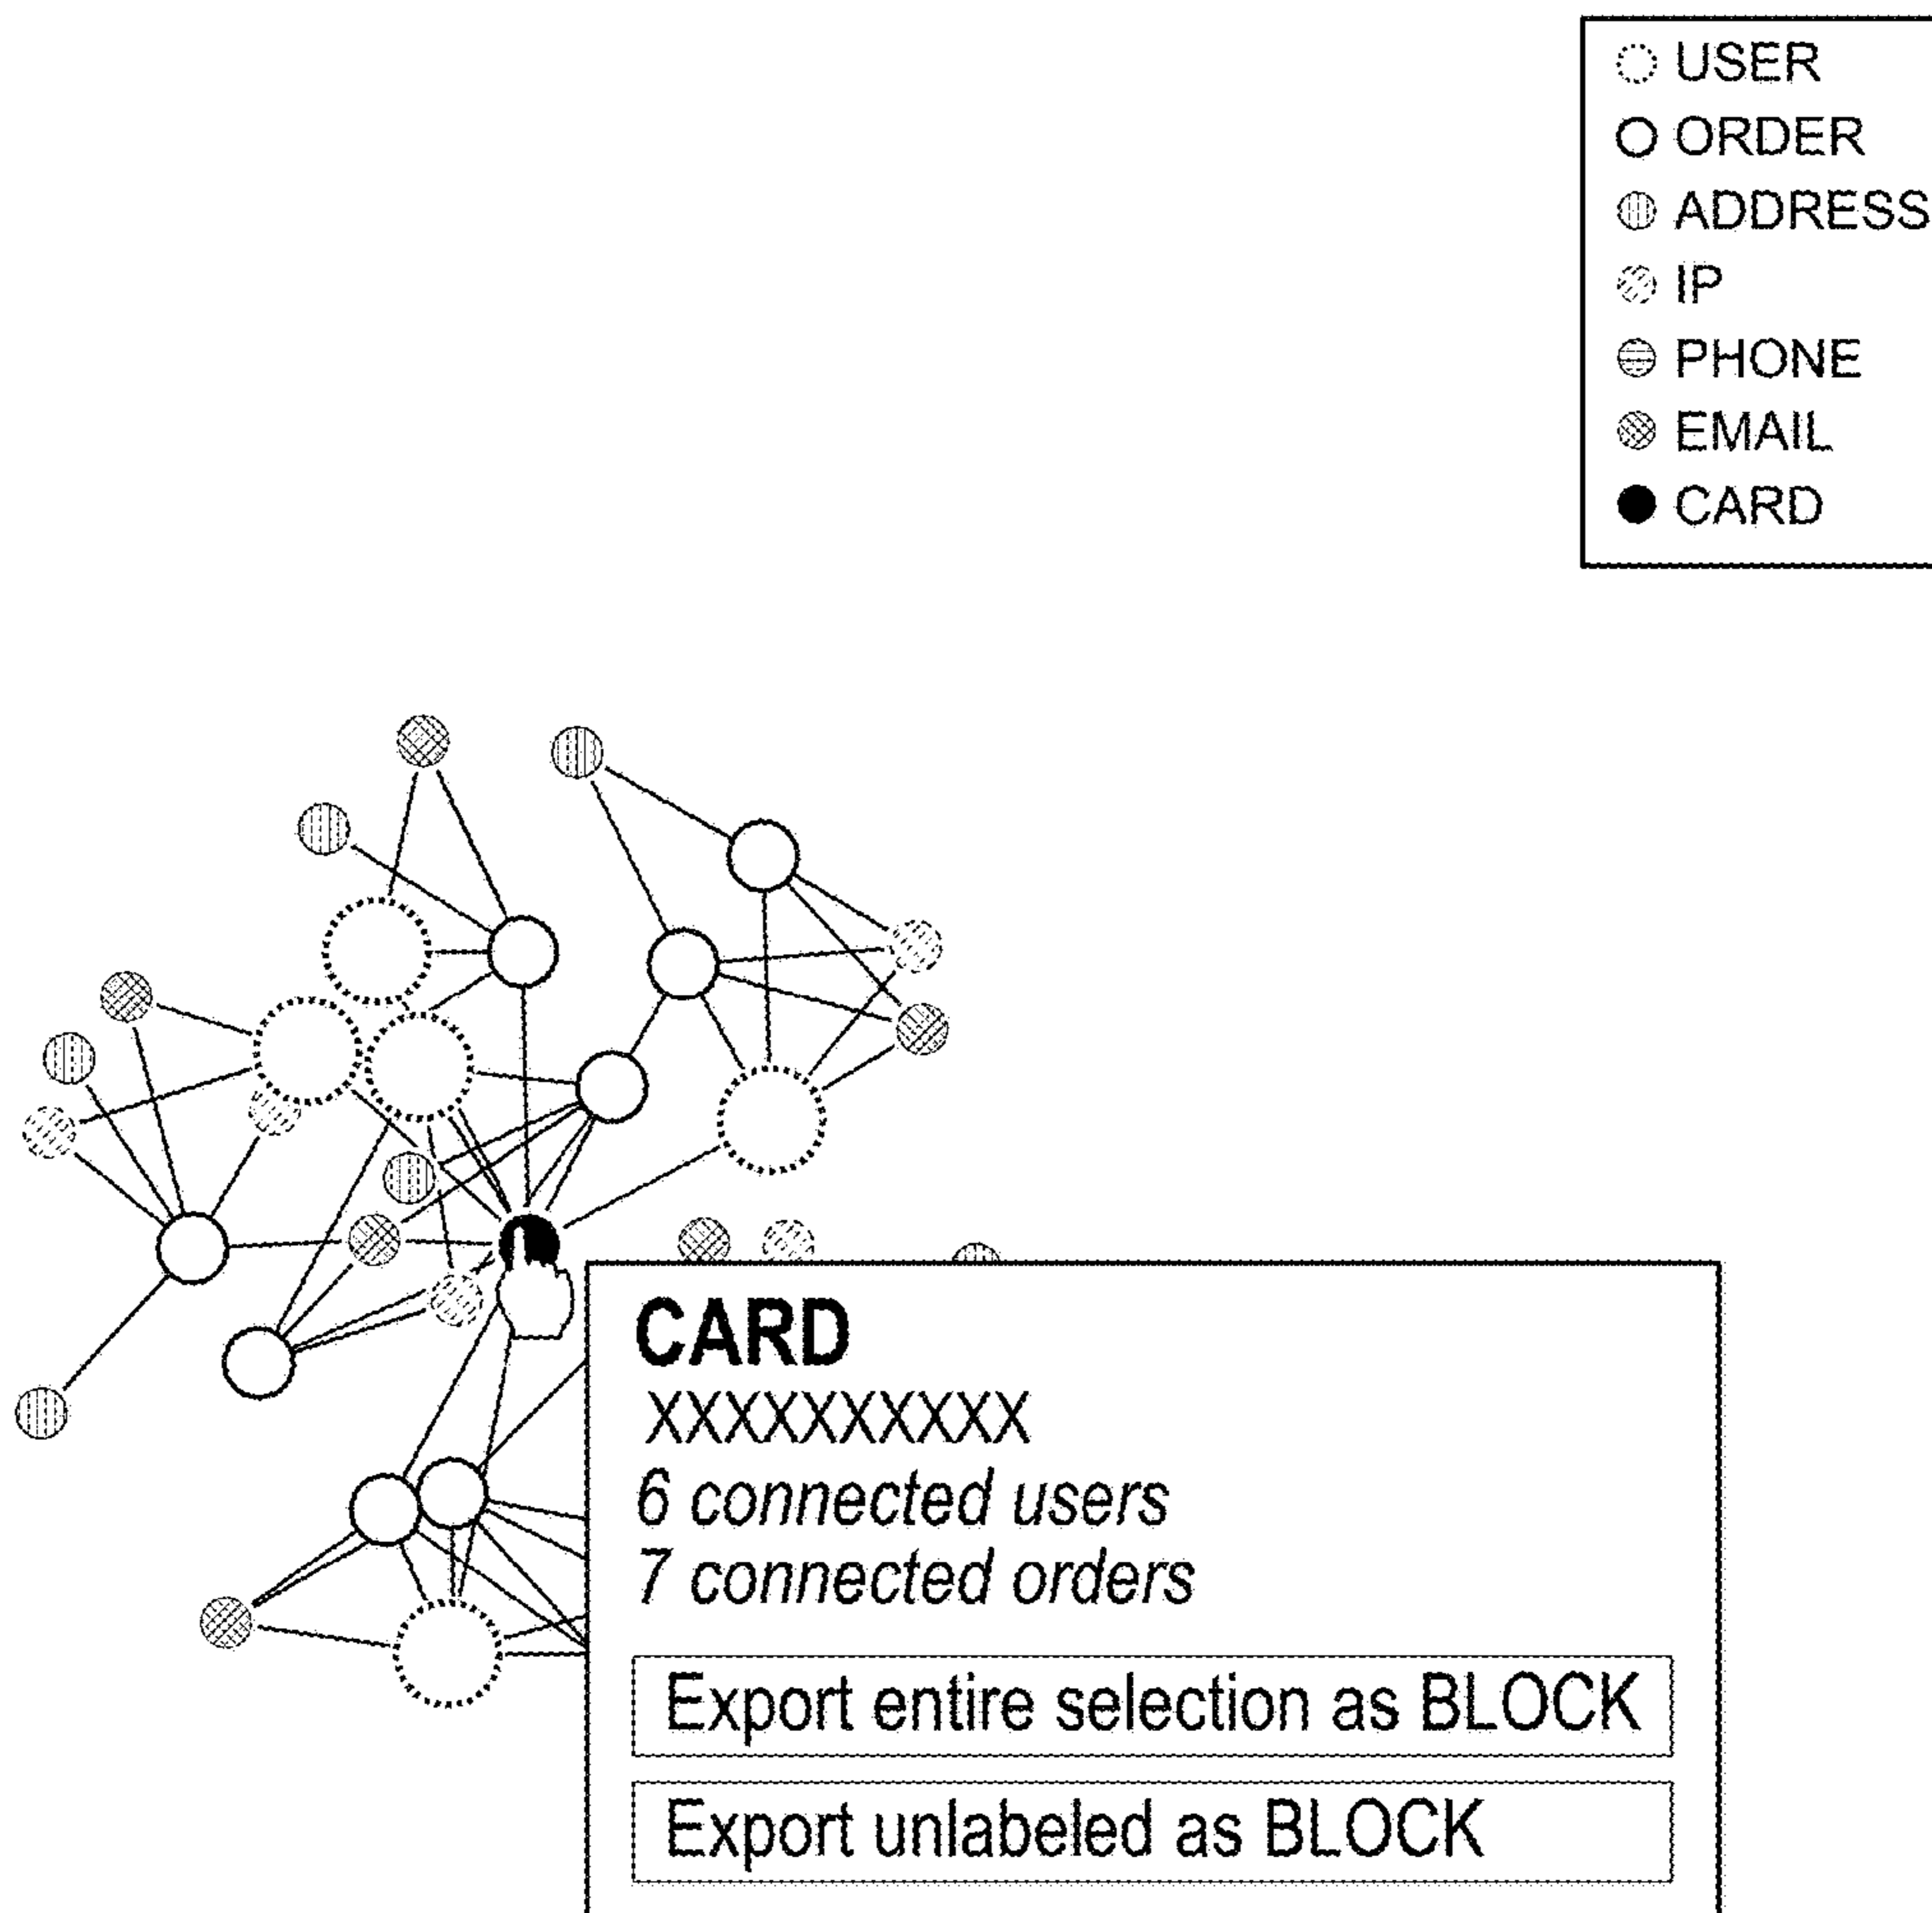 USER
ORDER
ADDRESS
IP
PHONE
EMAIL
CARD
CARD
XXXXXXXXXX
6 connected users
7 connected orders
Export entire selection as BLOCK
Export unlabeled as BLOCK